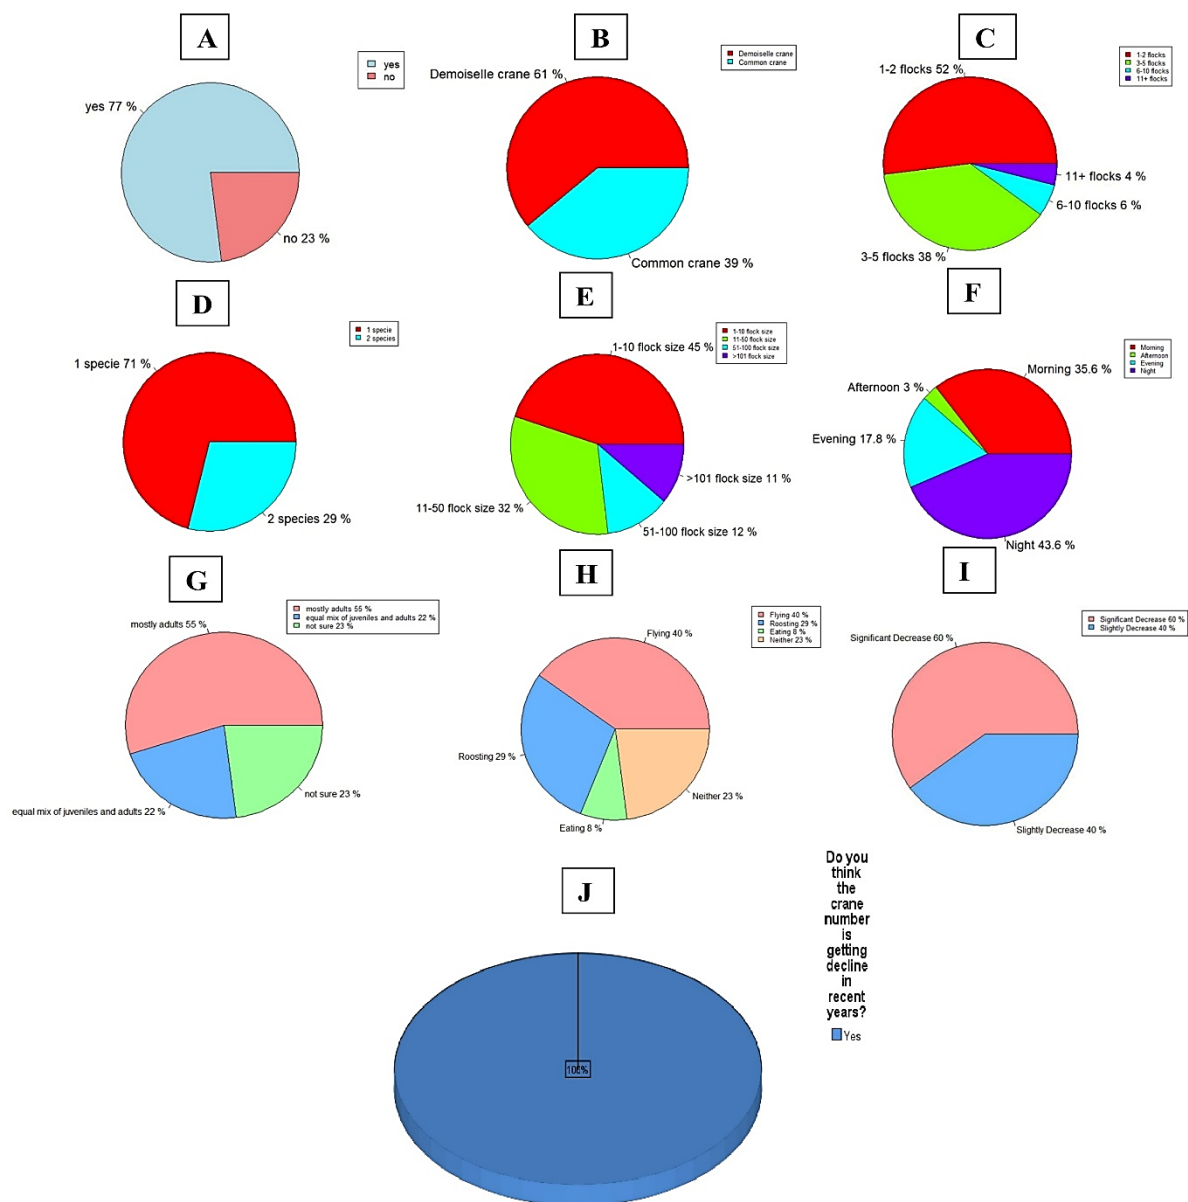 A
yes
no
yes 77 %
no 23 %
B
Demoiselle crane
Common crane
Demoiselle crane 61 %
Common crane 39 %
C
1-2 flocks
3-5 flocks
6-10 flocks
11+ flocks
1-2 flocks 52 %
11+ flocks 4 %
6-10 flocks 6 %
3-5 flocks 38 %
D
1 specie
2 species
1 specie 71 %
2 species 29 %
E
1-10 flock size
11-50 flock size
51-100 flock size
>101 flock size
1-10 flock size 45 %
>101 flock size 11 %
11-50 flock size 32 %
51-100 flock size 12 %
F
Morning
Afternoon
Evening
Night
Morning 35.6 %
Afternoon 3 %
Evening 17.8 %
Night 43.6 %
G
mostly adults 55 %
equal mix of juveniles and adults 22 %
not sure 23 %
mostly adults 55 %
not sure 23 %
equal mix of juveniles and adults 22 %
H
Flying 40 %
Roosting 29 %
Eating 8 %
Neither 23 %
Flying 40 %
Roosting 29 %
Neither 23 %
Eating 8 %
I
Significant Decrease 60 %
Slightly Decrease 40 %
Significant Decrease 60 %
Slightly Decrease 40 %
J
Do you
think
the
crane
number
is
getting
decline
in
recent
years?
Yes